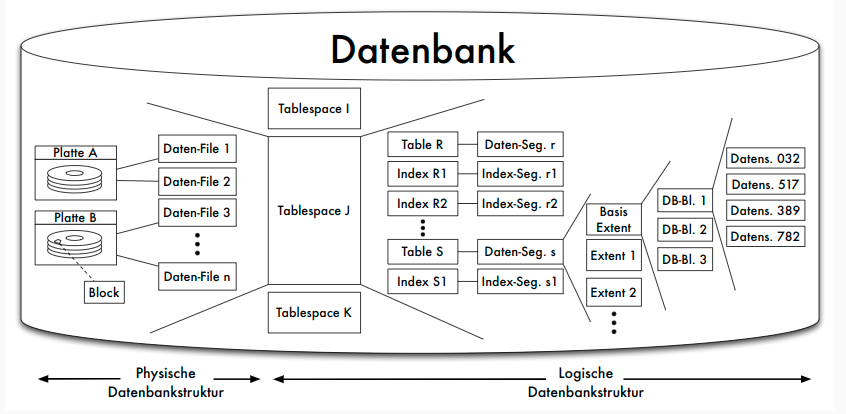 Datenbank
Tablespace I
Tablespace J
Tablespace K
Platte A
Platte B
Block
Daten-File 1
Daten-File 2
Daten-File 3
Daten-File n
Table R
Daten-Seg. r
Index R1
Index-Seg. r1
Index R2
Index-Seg. r2
Table S
Daten-Seg. s
Index S1
Index-Seg. s1
Basis
Extent
Extent 1
Extent 2
DB-Bl. 1
DB-Bl. 2
DB-Bl. 3
Datens. 032
Datens. 517
Datens. 389
Datens. 782
Physische
Datenbankstruktur
Logische
Datenbankstruktur